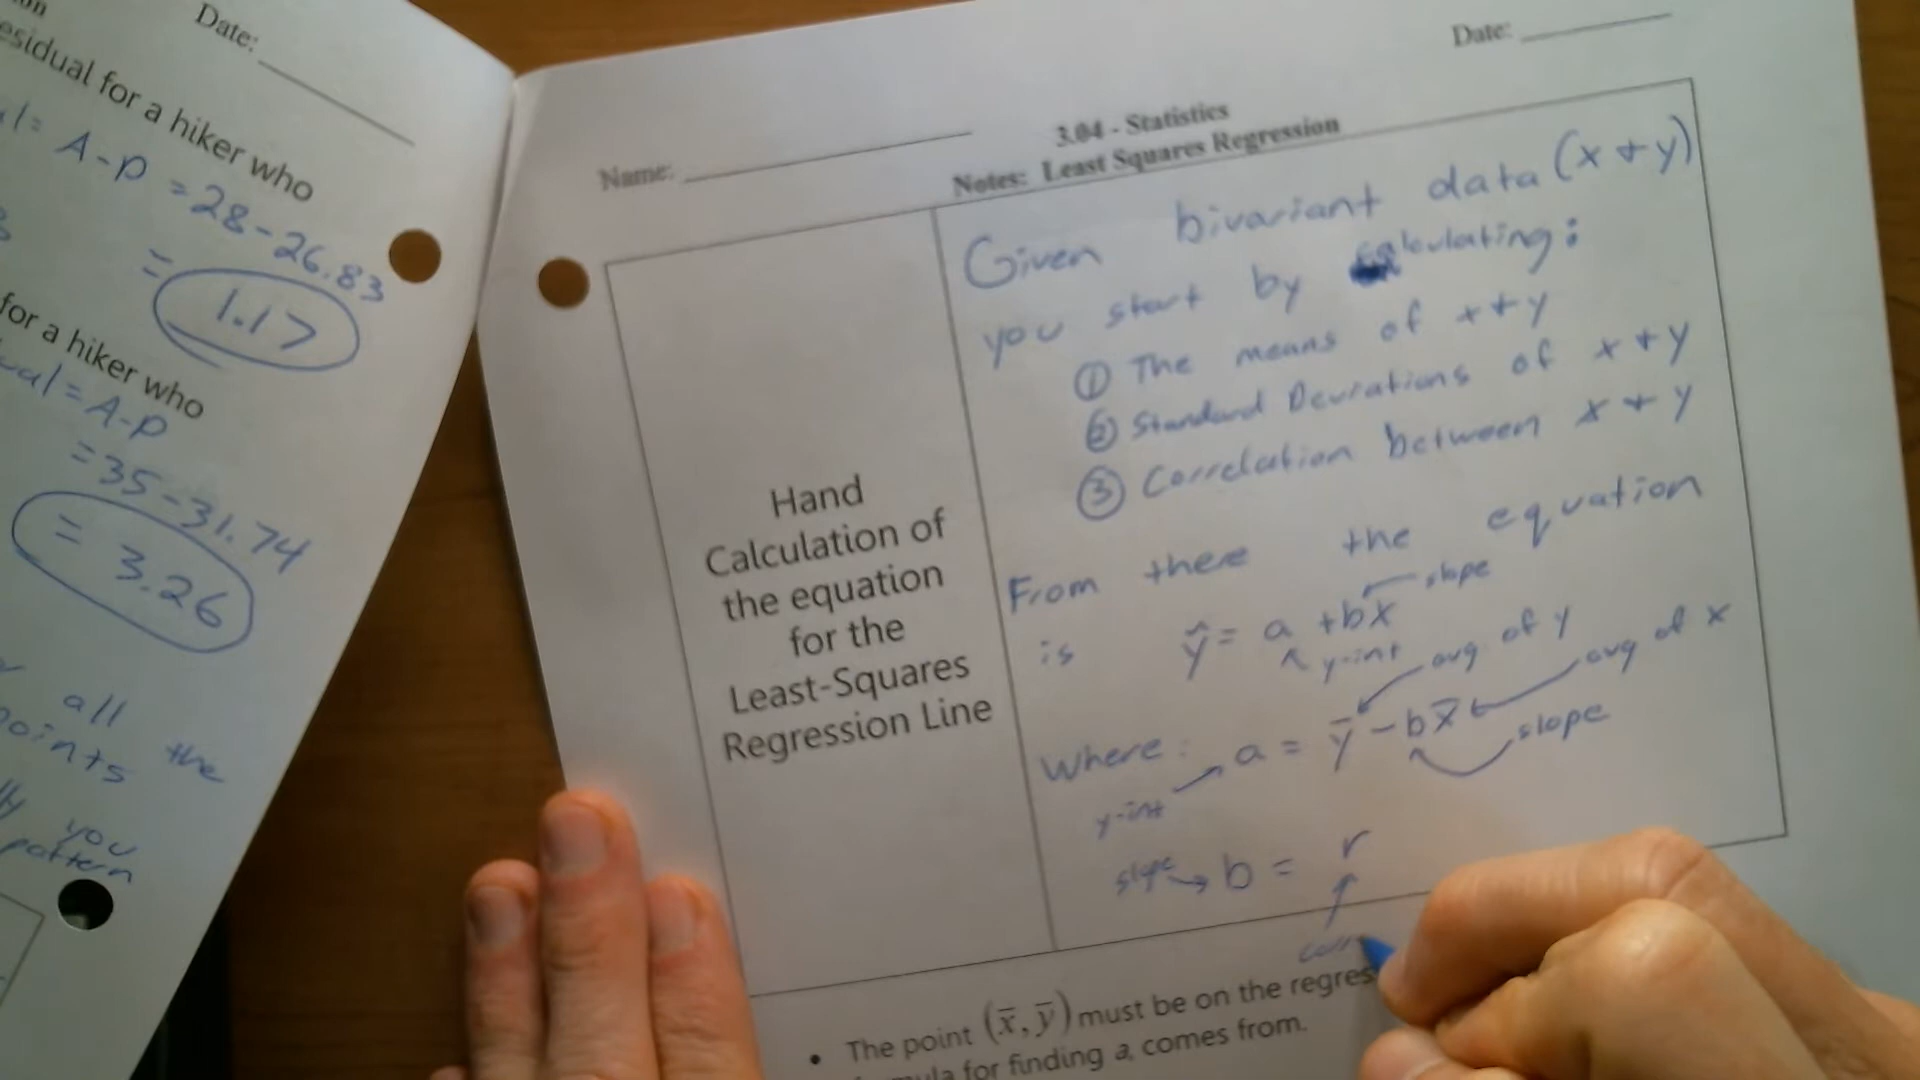 Date:
esidual for a hiker who
l = A-P = 28-26.83
= 1.17
for a hiker who
ual = A-P
= 35-31.74
= 3.26
all the
points
you
pattern
Date:
Name:
3.04 - Statistics
Notes: Least Squares Regression
Hand
Calculation of
the equation
for the
Least-Squares
Regression Line
Given bivariant data (x + y)
you start by calculating:
① The means of x + y
② Standard Deviations of x + y
③ Correlation between x + y
From there the equation
slope
is ŷ = a + bx
y-int
avg of y
avg of x
Where: a = ȳ - bx̄
slope
y-int
slope → b = r
• The point (x̄, ȳ) must be on the regres
for finding a, comes from.